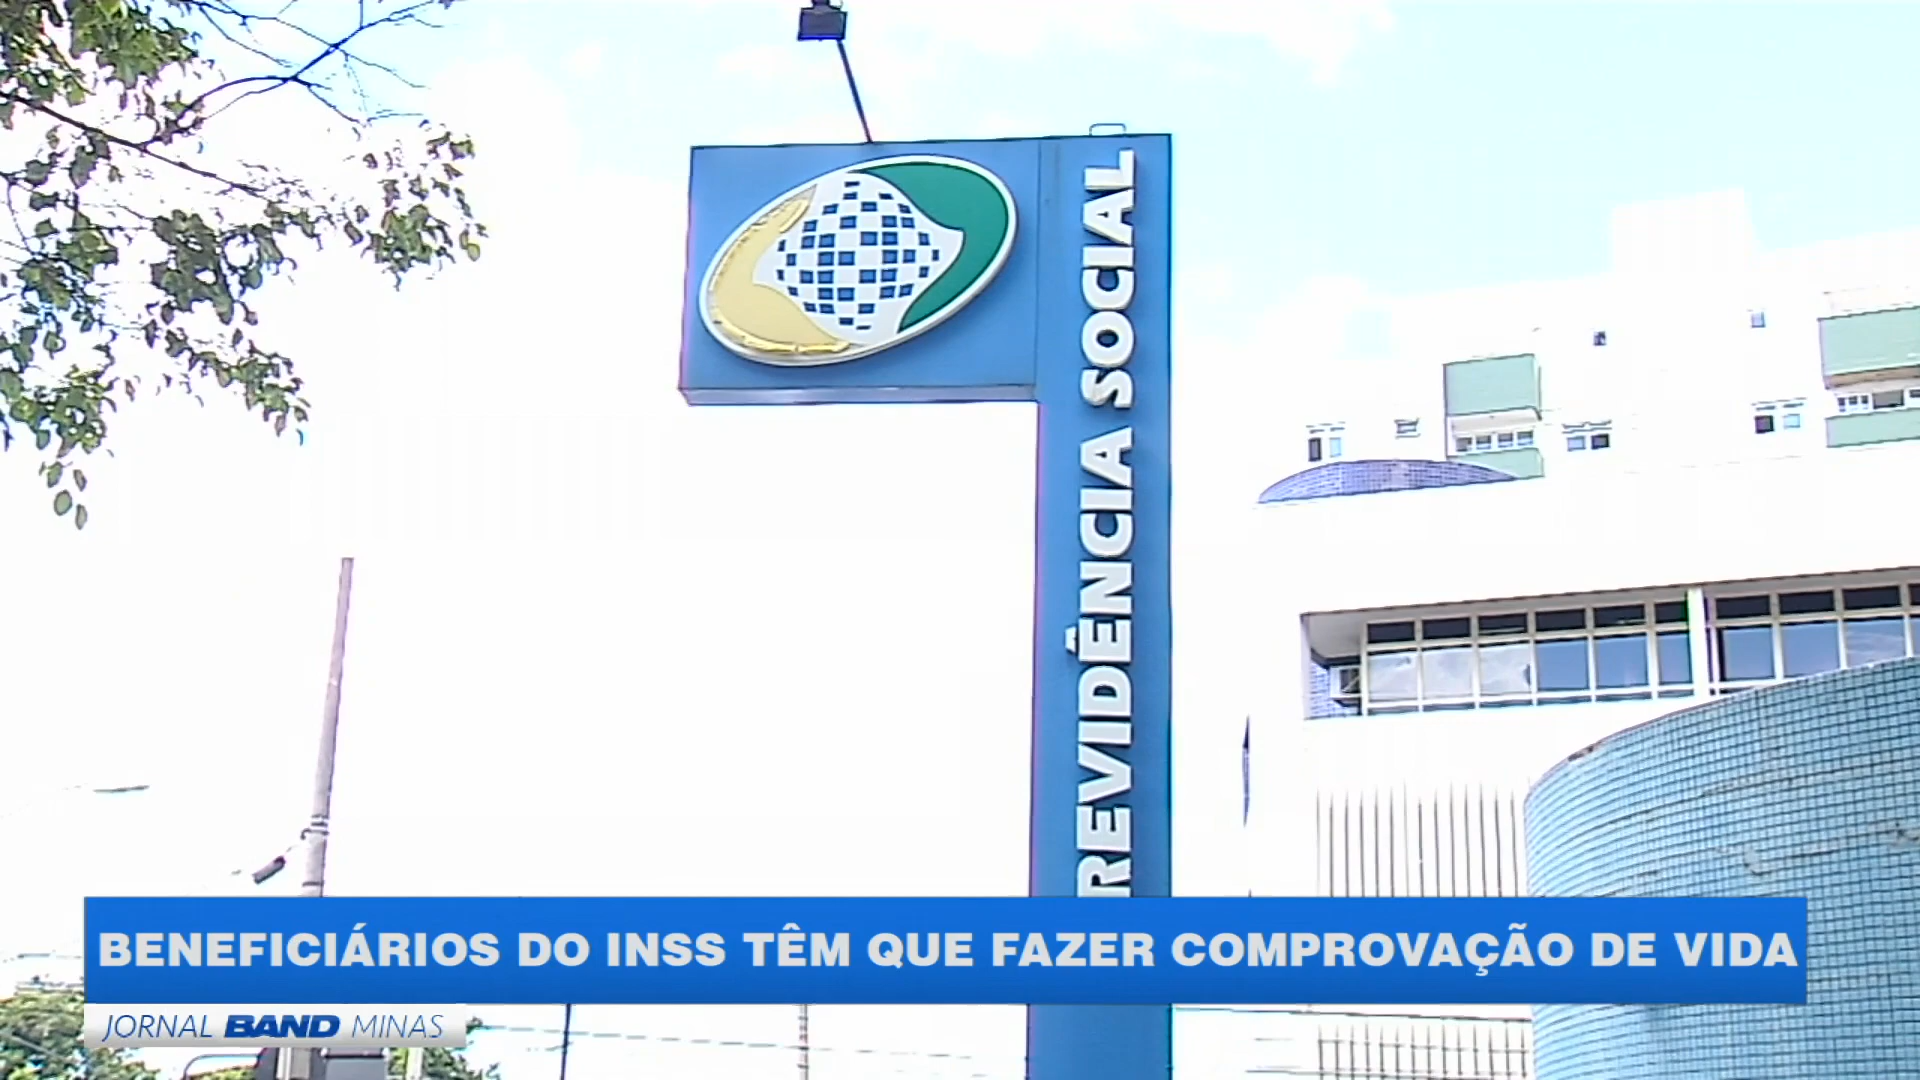 REVIDÊNCIA SOCIAL
BENEFICIÁRIOS DO INSS TÊM QUE FAZER COMPROVAÇÃO DE VIDA
JORNAL BAND MINAS